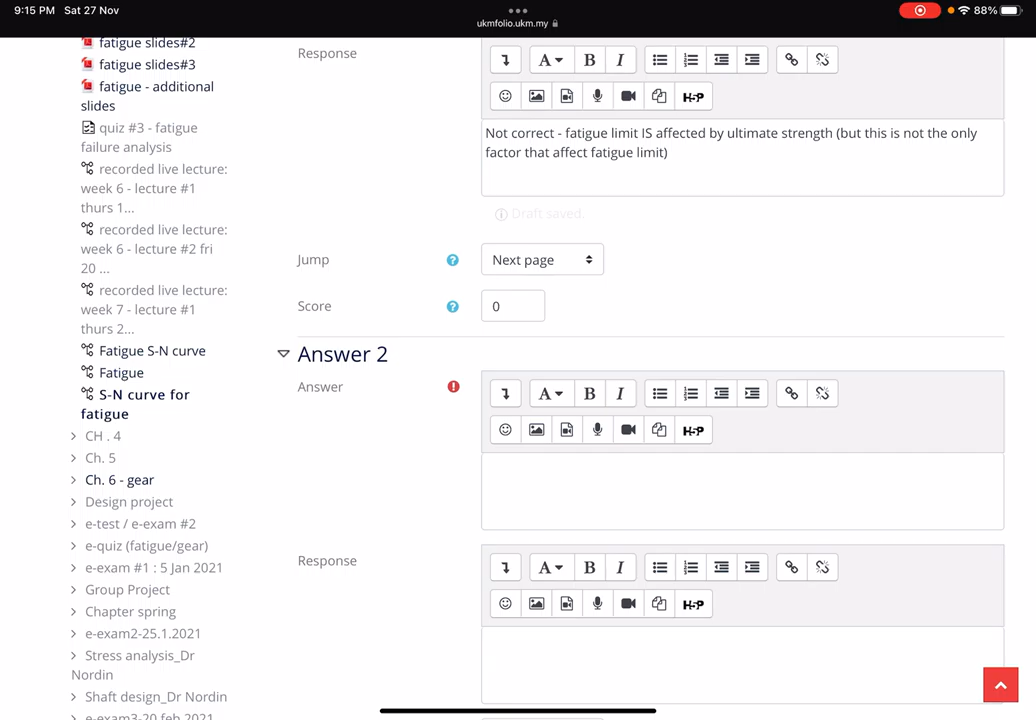 9:15 PM Sat 27 Nov
ukmfolio.ukm.my
88%
fatigue slides#2
fatigue slides#3
fatigue - additional
slides
quiz #3 - fatigue
failure analysis
recorded live lecture:
week 6 - lecture #1
thurs 1...
recorded live lecture:
week 6 - lecture #2 fri
20 ...
recorded live lecture:
week 7 - lecture #1
thurs 2...
Fatigue S-N curve
Fatigue
S-N curve for
fatigue
CH . 4
Ch. 5
Ch. 6 - gear
Design project
e-test / e-exam #2
e-quiz (fatigue/gear)
e-exam #1 : 5 Jan 2021
Group Project
Chapter spring
e-exam2-25.1.2021
Stress analysis_Dr
Nordin
Shaft design_Dr Nordin
e-exam3-20 feb 2021
Response
A B I
H-P
Not correct - fatigue limit IS affected by ultimate strength (but this is not the only
factor that affect fatigue limit)
Draft saved.
Jump
Next page
Score
0
Answer 2
Answer
A B I
H-P
Response
A B I
H-P